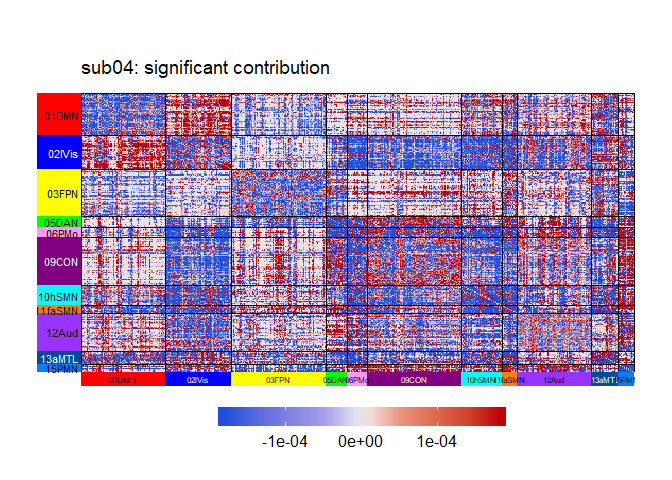 sub04: significant contribution
01DMN
02lVis
03FPN
05DAN
06PMo
09CON
10hSMN
11faSMN
12Aud
13aMTL
15PMN
01DMN 02lVis 03FPN 05DAN 06PMo 09CON 10hSMN 11faSMN 12Aud 13aMTL 15PMN
-1e-04 0e+00 1e-04